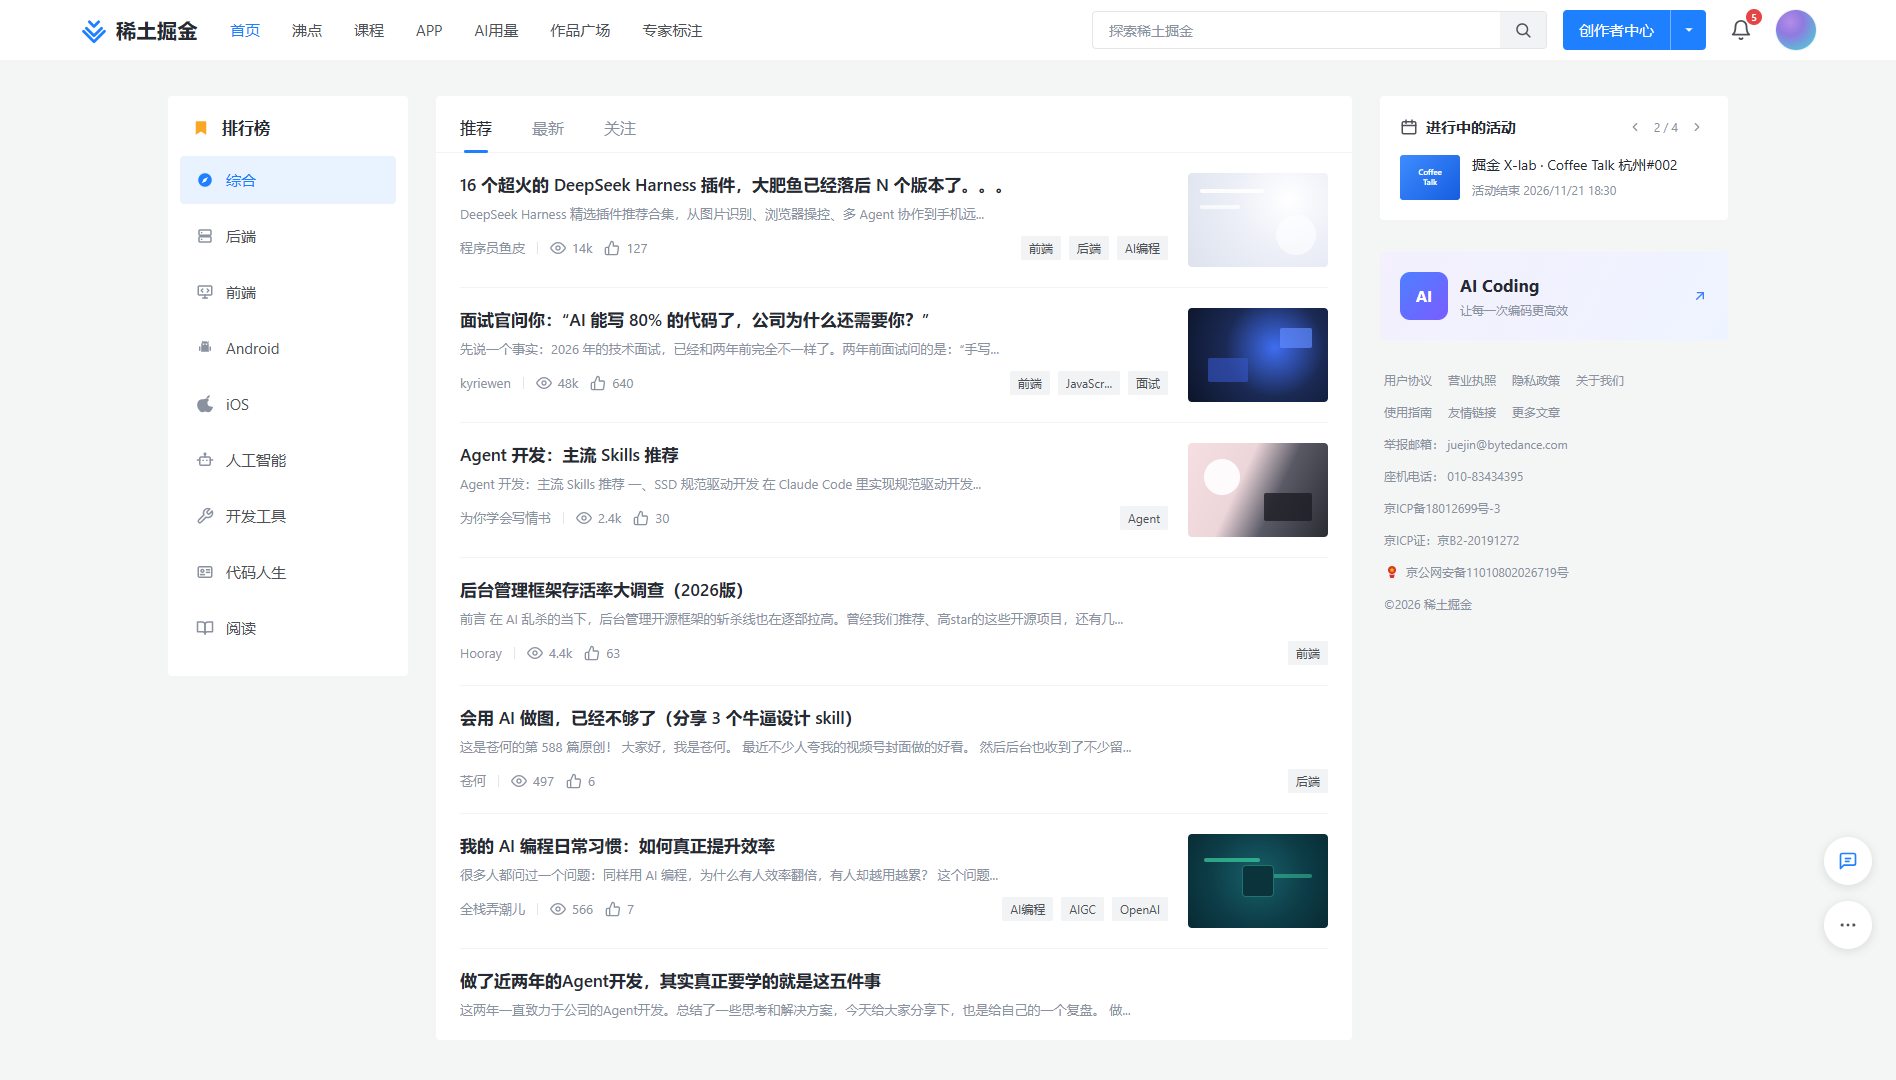 稀土掘金
首页 沸点 课程 APP AI用量 作品广场 专家标注
探索稀土掘金
创作者中心
5
排行榜
综合
后端
前端
Android
iOS
人工智能
开发工具
代码人生
阅读
推荐 最新 关注
16 个超火的 DeepSeek Harness 插件，大肥鱼已经落后 N 个版本了。。。
DeepSeek Harness 精选插件推荐合集，从图片识别、浏览器操控、多 Agent 协作到手机远...
程序员鱼皮 14k 127 前端 后端 AI编程
面试官问你：“AI 能写 80% 的代码了，公司为什么还需要你？”
先说一个事实：2026 年的技术面试，已经和两年前完全不一样了。两年前面试问的是：“手写...
kyriewen 48k 640 前端 JavaScr... 面试
Agent 开发：主流 Skills 推荐
Agent 开发：主流 Skills 推荐 一、SSD 规范驱动开发 在 Claude Code 里实现规范驱动开发...
为你学会写情书 2.4k 30 Agent
后台管理框架存活率大调查（2026版）
前言 在 AI 乱杀的当下，后台管理开源框架的斩杀线也在逐部拉高。曾经我们推荐、高star的这些开源项目，还有几...
Hooray 4.4k 63 前端
会用 AI 做图，已经不够了（分享 3 个牛逼设计 skill）
这是苍何的第 588 篇原创！ 大家好，我是苍何。 最近不少人夸我的视频号封面做的好看。 然后后台也收到了不少留...
苍何 497 6 后端
我的 AI 编程日常习惯：如何真正提升效率
很多人都问过一个问题：同样用 AI 编程，为什么有人效率翻倍，有人却越用越累？ 这个问题...
全栈弄潮儿 566 7 AI编程 AIGC OpenAI
做了近两年的Agent开发，其实真正要学的就是这五件事
这两年一直致力于公司的Agent开发。总结了一些思考和解决方案，今天给大家分享下，也是给自己的一个复盘。 做...
进行中的活动 2 / 4
Coffee
Talk
掘金 X-lab · Coffee Talk 杭州#002
活动结束 2026/11/21 18:30
AI
AI Coding
让每一次编码更高效
用户协议 营业执照 隐私政策 关于我们
使用指南 友情链接 更多文章
举报邮箱： juejin@bytedance.com
座机电话： 010-83434395
京ICP备18012699号-3
京ICP证：京B2-20191272
京公网安备11010802026719号
©2026 稀土掘金